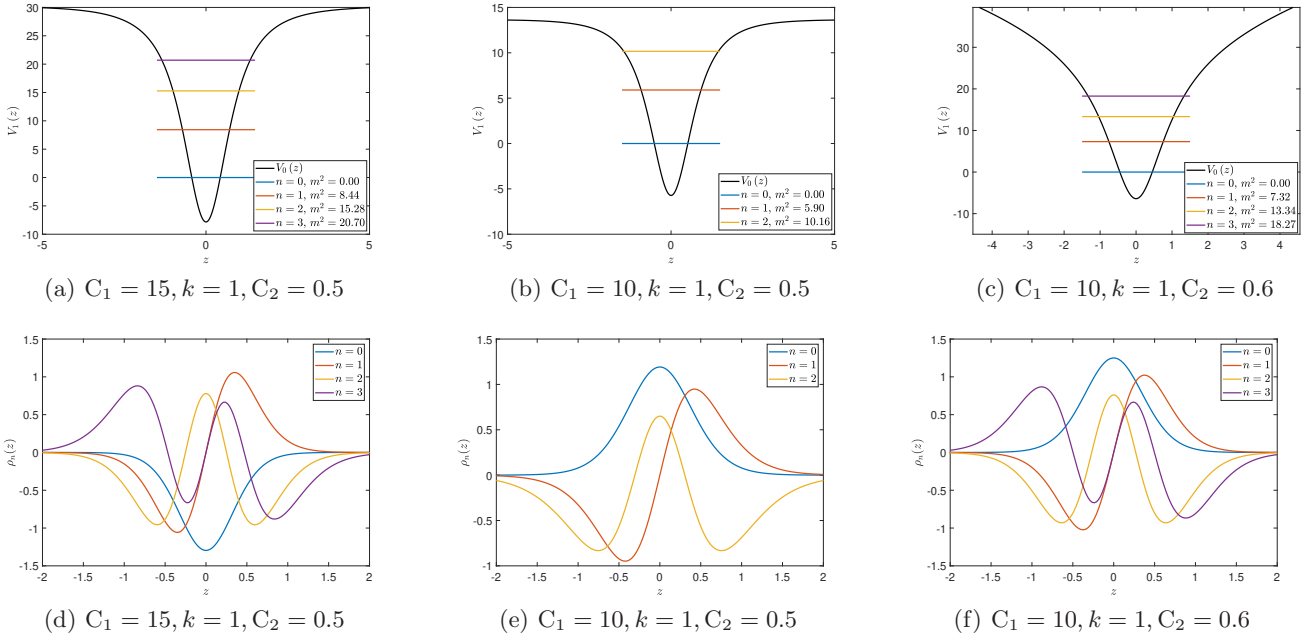 30
25
20
15
10
5
0
-5
-10
V₁(z)
-5 0 5
z
V₀(z)
n = 0, m² = 0.00
n = 1, m² = 8.44
n = 2, m² = 15.28
n = 3, m² = 20.70
(a) C₁ = 15, k = 1, C₂ = 0.5
15
10
5
0
-5
-10
V₁(z)
-5 0 5
z
V₀(z)
n = 0, m² = 0.00
n = 1, m² = 5.90
n = 2, m² = 10.16
(b) C₁ = 10, k = 1, C₂ = 0.5
30
20
10
0
-10
V₁(z)
-4 -3 -2 -1 0 1 2 3 4
z
V₀(z)
n = 0, m² = 0.00
n = 1, m² = 7.32
n = 2, m² = 13.34
n = 3, m² = 18.27
(c) C₁ = 10, k = 1, C₂ = 0.6
1.5
1
0.5
0
-0.5
-1
-1.5
ρₙ(z)
-2 -1.5 -1 -0.5 0 0.5 1 1.5 2
z
n = 0
n = 1
n = 2
n = 3
(d) C₁ = 15, k = 1, C₂ = 0.5
1.5
1
0.5
0
-0.5
-1
ρₙ(z)
-2 -1.5 -1 -0.5 0 0.5 1 1.5 2
z
n = 0
n = 1
n = 2
(e) C₁ = 10, k = 1, C₂ = 0.5
1.5
1
0.5
0
-0.5
-1
-1.5
ρₙ(z)
-2 -1.5 -1 -0.5 0 0.5 1 1.5 2
z
n = 0
n = 1
n = 2
n = 3
(f) C₁ = 10, k = 1, C₂ = 0.6